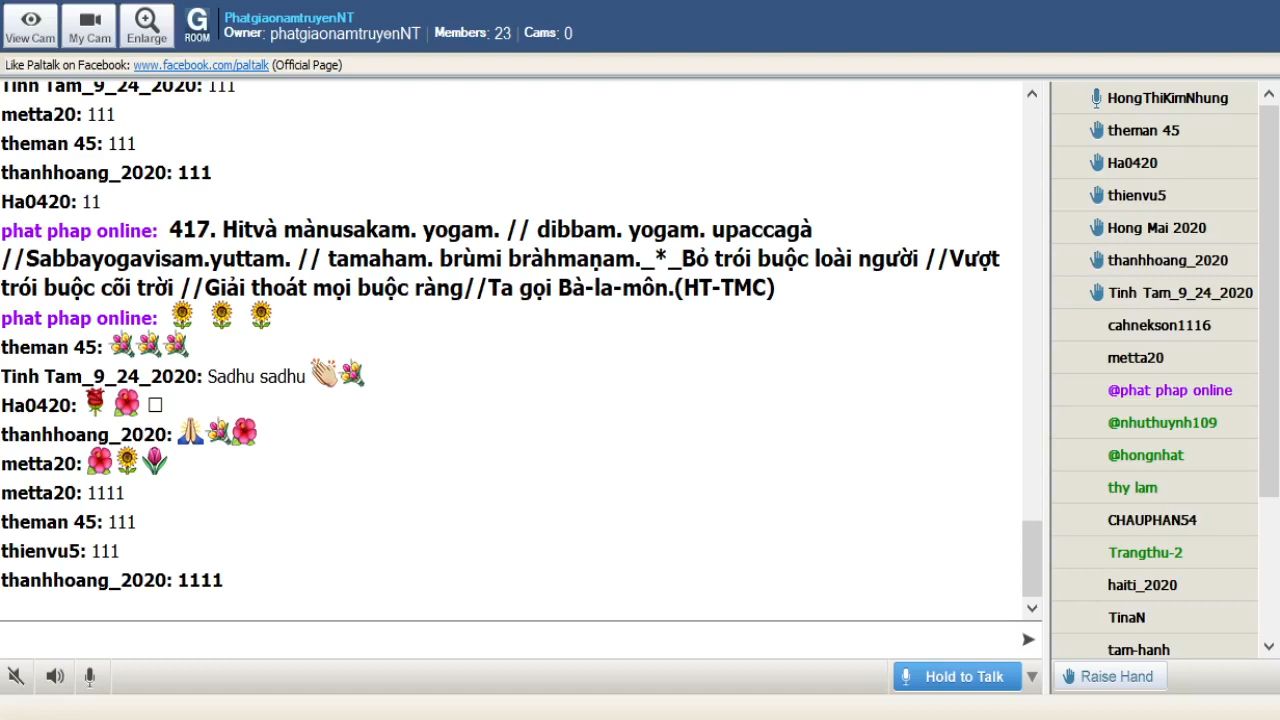 View Cam
My Cam
Enlarge
G
ROOM
PhatgiaonamtruyenNT
Owner: phatgiaonamtruyenNT | Members: 23 | Cams: 0
Like Paltalk on Facebook: www.facebook.com/paltalk (Official Page)
Tinh Tam_9_24_2020: 111
metta20: 111
theman 45: 111
thanhhoang_2020: 111
Ha0420: 11
phat phap online: 417. Hitvà mànusakam. yogam. // dibbam. yogam. upaccagà
//Sabbayogavisam.yuttam. // tamaham. brùmi bràhmaṇam._*_Bỏ trói buộc loài người //Vượt
trói buộc cõi trời //Giải thoát mọi buộc ràng//Ta gọi Bà-la-môn.(HT-TMC)
phat phap online: 🌻 🌻 🌻
theman 45: 💐💐💐
Tinh Tam_9_24_2020: Sadhu sadhu 👏💐
Ha0420: 🌹🌺 □
thanhhoang_2020: 🙏💐🌺
metta20: 🌺🌻🌷
metta20: 1111
theman 45: 111
thienvu5: 111
thanhhoang_2020: 1111
HongThiKimNhung
theman 45
Ha0420
thienvu5
Hong Mai 2020
thanhhoang_2020
Tinh Tam_9_24_2020
cahnekson1116
metta20
@phat phap online
@nhuthuynh109
@hongnhat
thy lam
CHAUPHAN54
Trangthu-2
haiti_2020
TinaN
tam-hanh
Hold to Talk
Raise Hand